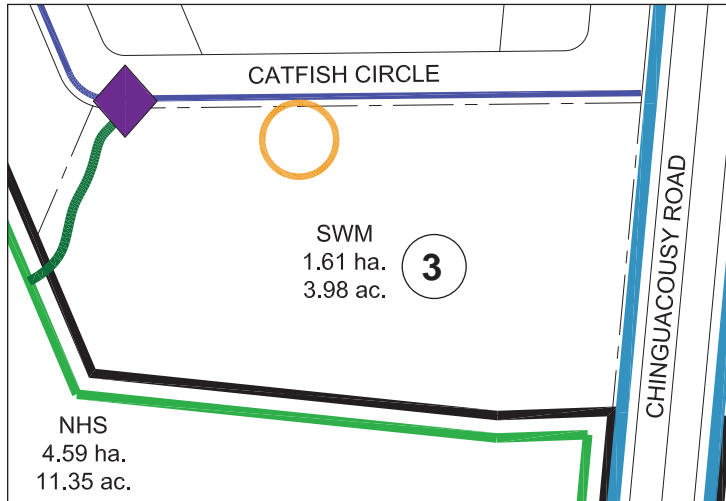 CATFISH CIRCLE
SWM
1.61 ha.
3.98 ac.
3
CHINGUACOUSY ROAD
NHS
4.59 ha.
11.35 ac.